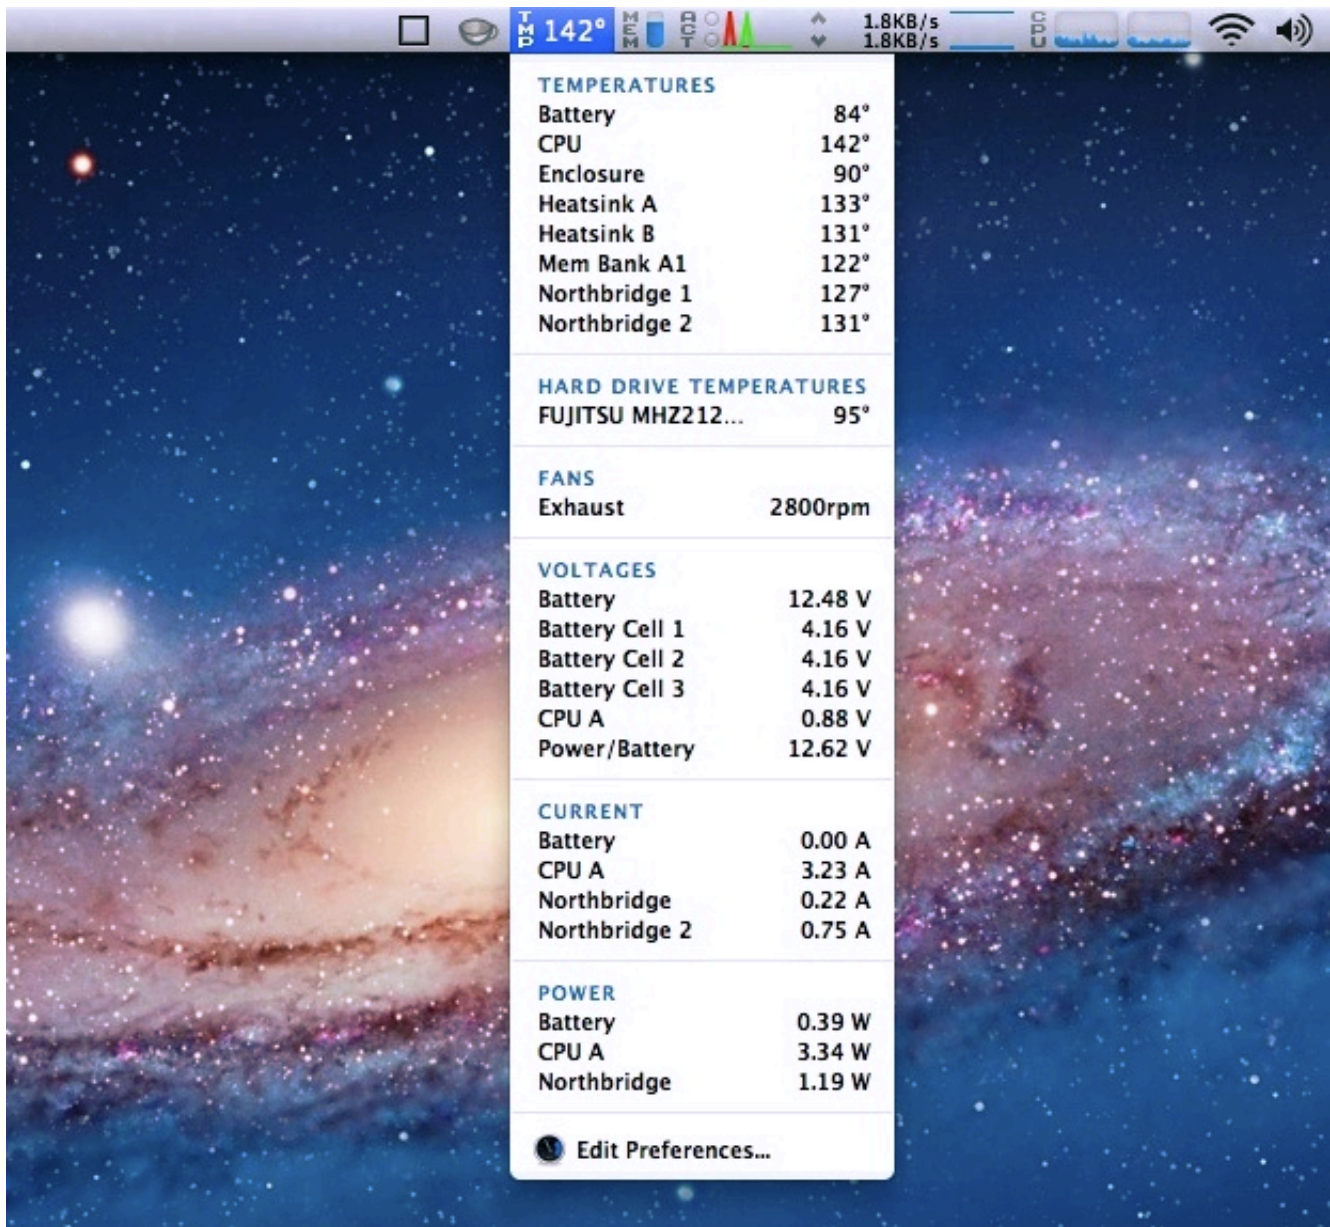 TMP 142° MEM ACT 1.8KB/s CPU
1.8KB/s
TEMPERATURES
Battery 84°
CPU 142°
Enclosure 90°
Heatsink A 133°
Heatsink B 131°
Mem Bank A1 122°
Northbridge 1 127°
Northbridge 2 131°
HARD DRIVE TEMPERATURES
FUJITSU MHZ212... 95°
FANS
Exhaust 2800rpm
VOLTAGES
Battery 12.48 V
Battery Cell 1 4.16 V
Battery Cell 2 4.16 V
Battery Cell 3 4.16 V
CPU A 0.88 V
Power/Battery 12.62 V
CURRENT
Battery 0.00 A
CPU A 3.23 A
Northbridge 0.22 A
Northbridge 2 0.75 A
POWER
Battery 0.39 W
CPU A 3.34 W
Northbridge 1.19 W
Edit Preferences...